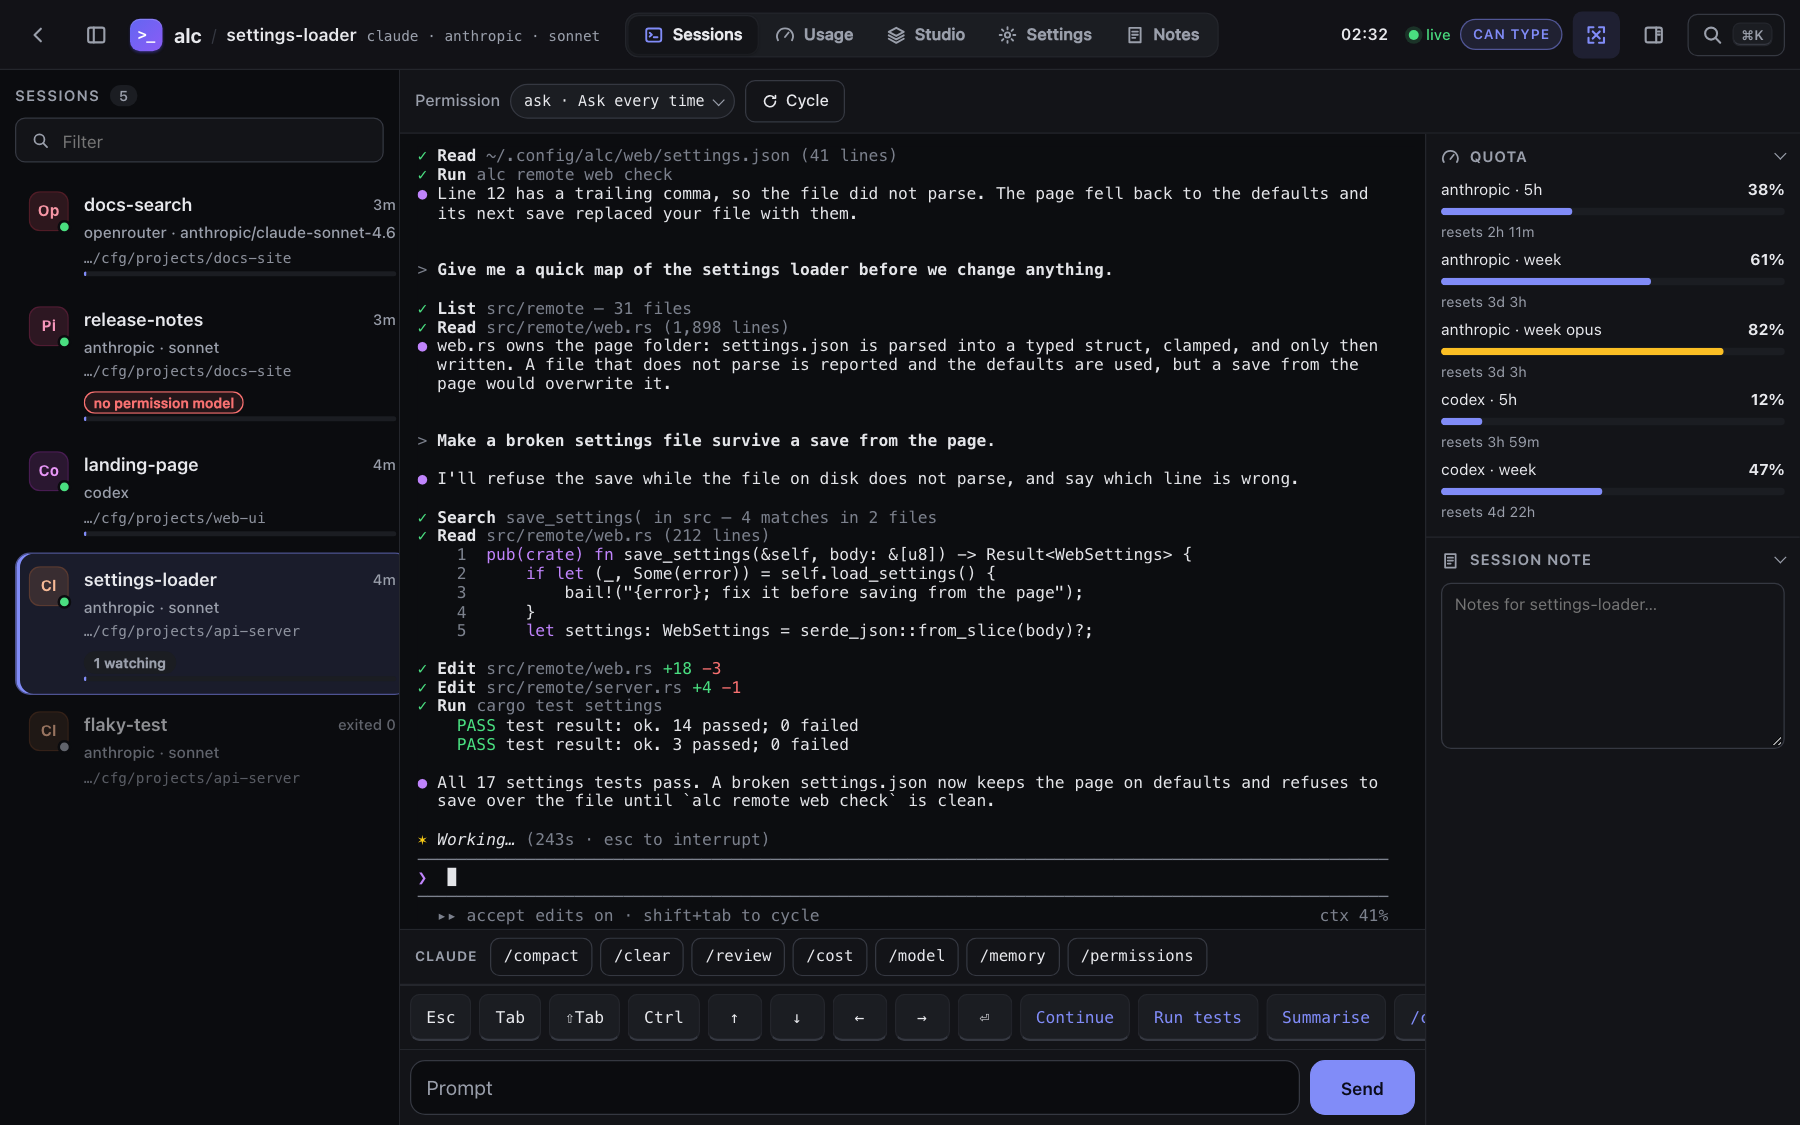 >_ alc / settings-loader claude · anthropic · sonnet
Sessions
Usage
Studio
Settings
Notes
02:32
live
CAN TYPE
⌘K
SESSIONS 5
Filter
Op docs-search 3m
openrouter · anthropic/claude-sonnet-4.6
…/cfg/projects/docs-site
Pi release-notes 3m
anthropic · sonnet
…/cfg/projects/docs-site
no permission model
Co landing-page 4m
codex
…/cfg/projects/web-ui
Cl settings-loader 4m
anthropic · sonnet
…/cfg/projects/api-server
1 watching
Cl flaky-test exited 0
anthropic · sonnet
…/cfg/projects/api-server
Permission ask · Ask every time Cycle
✓ Read ~/.config/alc/web/settings.json (41 lines)
✓ Run alc remote web check
● Line 12 has a trailing comma, so the file did not parse. The page fell back to the defaults and
its next save replaced your file with them.
> Give me a quick map of the settings loader before we change anything.
✓ List src/remote — 31 files
✓ Read src/remote/web.rs (1,898 lines)
● web.rs owns the page folder: settings.json is parsed into a typed struct, clamped, and only then
written. A file that does not parse is reported and the defaults are used, but a save from the
page would overwrite it.
> Make a broken settings file survive a save from the page.
● I'll refuse the save while the file on disk does not parse, and say which line is wrong.
✓ Search save_settings( in src — 4 matches in 2 files
✓ Read src/remote/web.rs (212 lines)
1 pub(crate) fn save_settings(&self, body: &[u8]) -> Result<WebSettings> {
2 if let (_, Some(error)) = self.load_settings() {
3 bail!("{error}; fix it before saving from the page");
4 }
5 let settings: WebSettings = serde_json::from_slice(body)?;
✓ Edit src/remote/web.rs +18 −3
✓ Edit src/remote/server.rs +4 −1
✓ Run cargo test settings
PASS test result: ok. 14 passed; 0 failed
PASS test result: ok. 3 passed; 0 failed
● All 17 settings tests pass. A broken settings.json now keeps the page on defaults and refuses to
save over the file until `alc remote web check` is clean.
✶ Working… (243s · esc to interrupt)
❯
▸▸ accept edits on · shift+tab to cycle ctx 41%
CLAUDE /compact /clear /review /cost /model /memory /permissions
Esc Tab ⇧Tab Ctrl ↑ ↓ ← → ⏎ Continue Run tests Summarise
Prompt
Send
QUOTA
anthropic · 5h 38%
resets 2h 11m
anthropic · week 61%
resets 3d 3h
anthropic · week opus 82%
resets 3d 3h
codex · 5h 12%
resets 3h 59m
codex · week 47%
resets 4d 22h
SESSION NOTE
Notes for settings-loader…